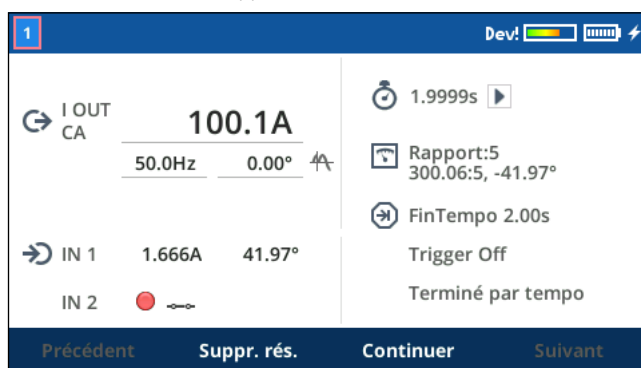 1
Dev!
I OUT
CA
100.1A
50.0Hz 0.00°
IN 1 1.666A 41.97°
IN 2
1.9999s
Rapport:5
300.06:5, -41.97°
FinTempo 2.00s
Trigger Off
Terminé par tempo
Précédent Suppr. rés. Continuer Suivant